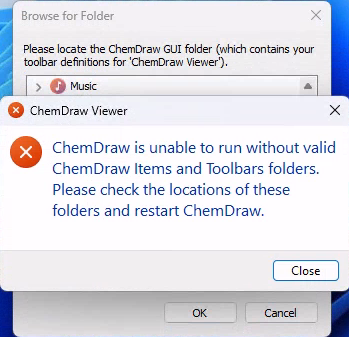 Browse for Folder
Please locate the ChemDraw GUI folder (which contains your
toolbar definitions for 'ChemDraw Viewer').
Music
ChemDraw Viewer
ChemDraw is unable to run without valid
ChemDraw Items and Toolbars folders.
Please check the locations of these
folders and restart ChemDraw.
Close
OK
Cancel